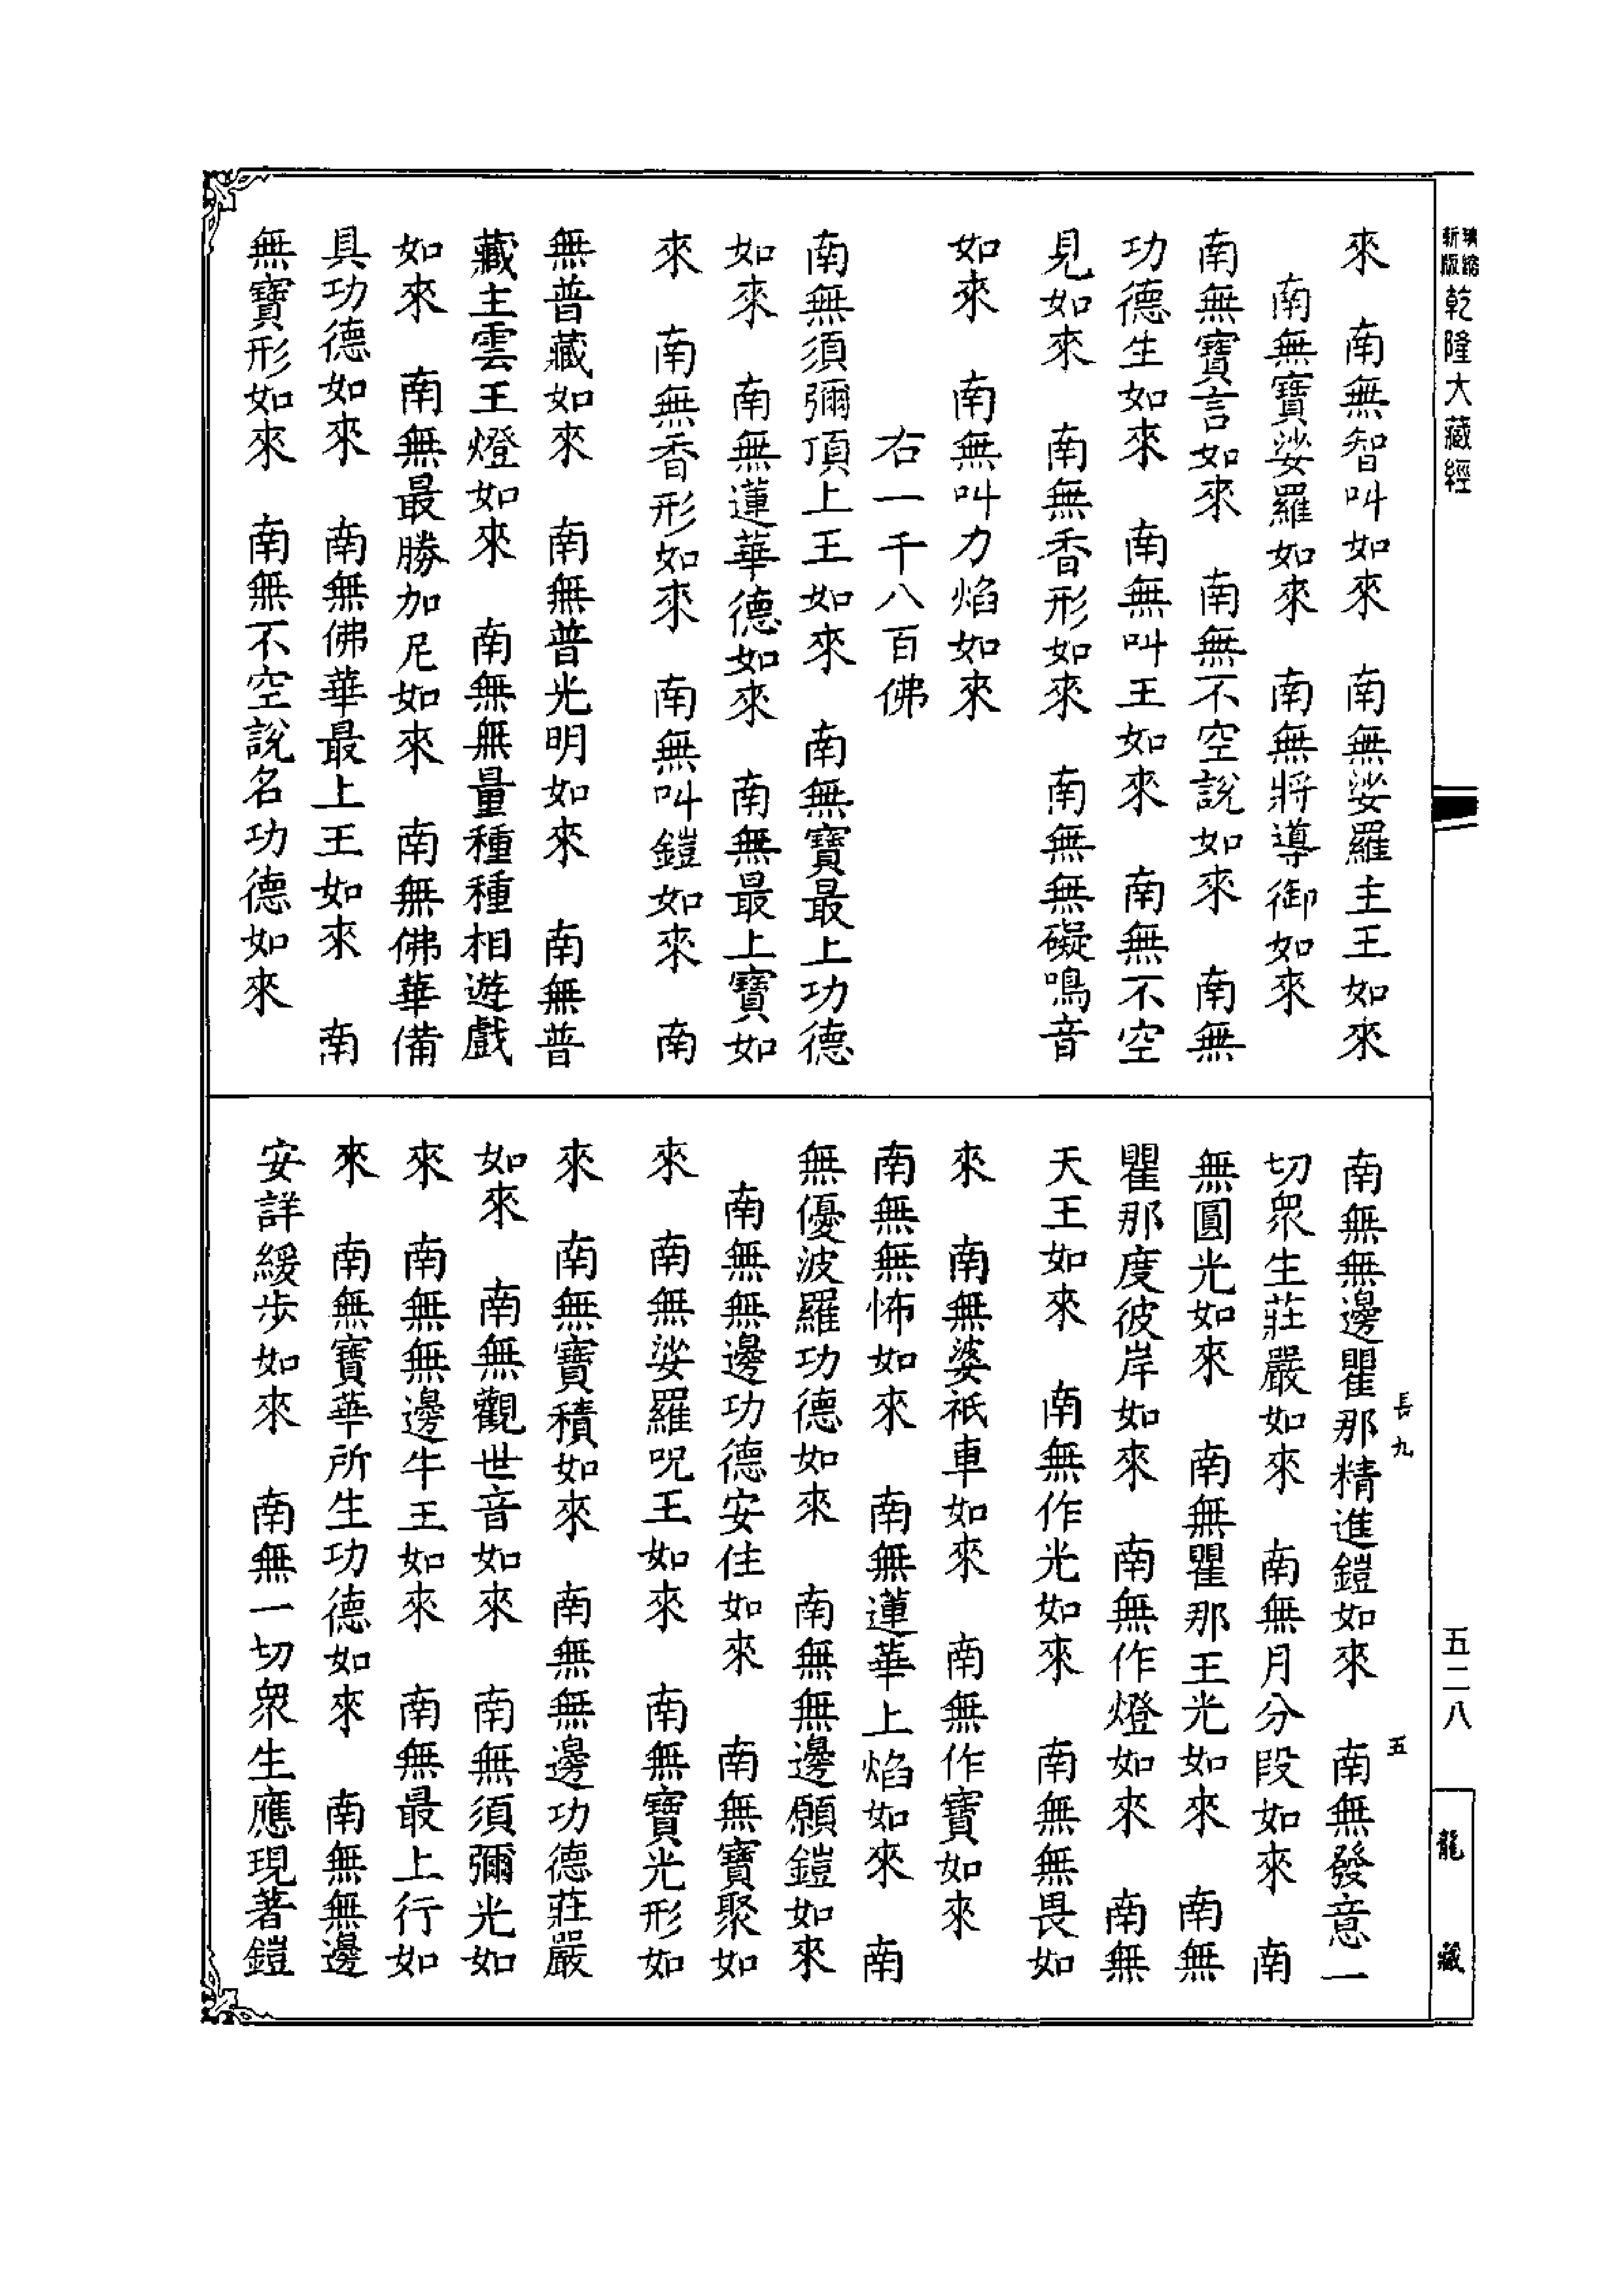 新版
乾隆大藏經
來　南無智叫如來　南無娑羅主王如來
南無寶娑羅如來　南無將導御如來
南無寶言如來　南無不空說如來　南無
功德生如來　南無叫王如來　南無不空
見如來　南無香形如來　南無無礙鳴音
如來　南無叫力焰如來
右一千八百佛
南無須彌頂上王如來　南無寶最上功德
如來　南無蓮華德如來　南無最上寶如
來　南無香形如來　南無叫鎧如來　南
無普藏如來　南無普光明如來　南無普
藏主雲王燈如來　南無無量種種相遊戲
如來　南無最勝加尼如來　南無佛華備
具功德如來　南無佛華最上王如來　南
無寶形如來　南無不空說名功德如來
南無無邊瞿那精進鎧如來　南無發意一
切眾生莊嚴如來　南無月分段如來　南
無圓光如來　南無瞿那王光如來　南無
瞿那度彼岸如來　南無作燈如來　南無
天王如來　南無作光如來　南無無畏如
來　南無婆祇車如來　南無作寶如來
南無無怖如來　南無蓮華上焰如來　南
無優波羅功德如來　南無無邊願鎧如來
南無無邊功德安住如來　南無寶聚如
來　南無娑羅呪王如來　南無寶光形如
來　南無寶積如來　南無無邊功德莊嚴
如來　南無觀世音如來　南無須彌光如
來　南無無邊牛王如來　南無最上行如
來　南無寶華所生功德如來　南無無邊
安詳緩步如來　南無一切眾生應現著鎧
長九
五
五二八
龍藏